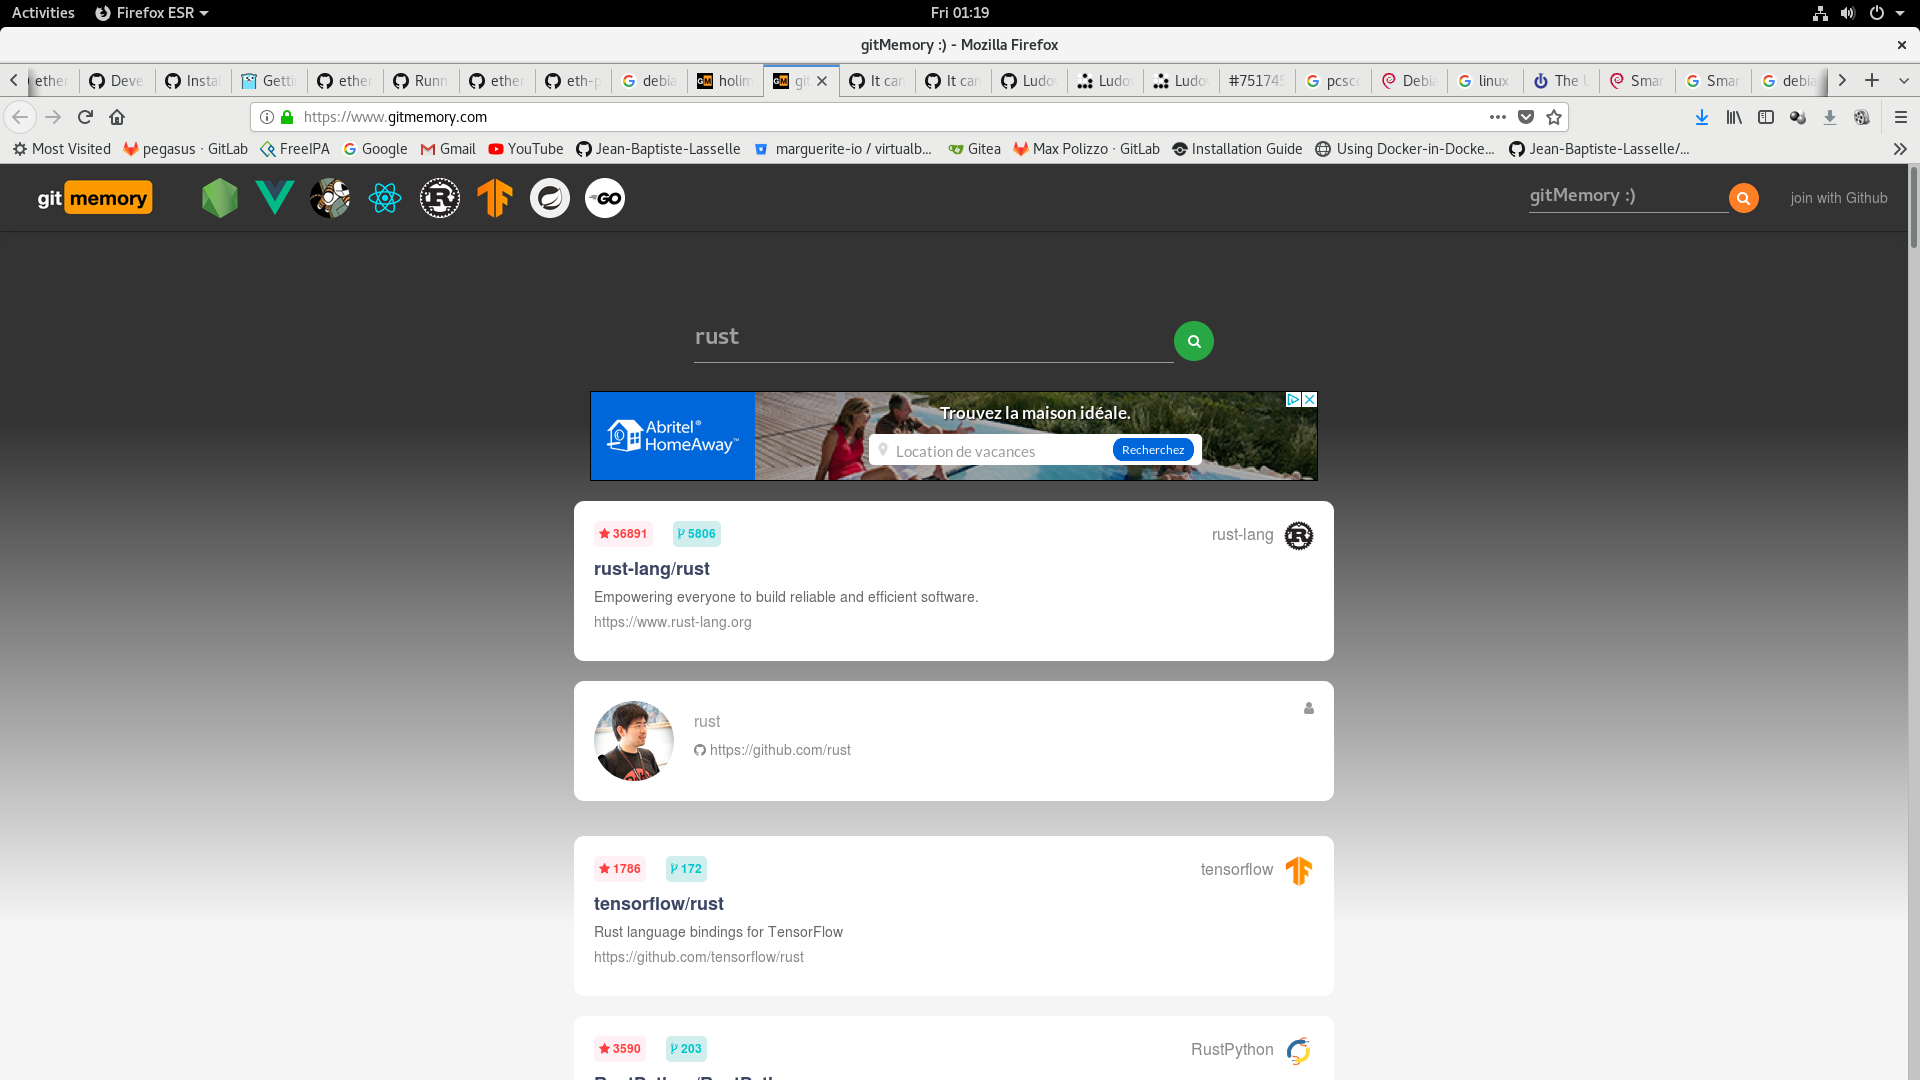 Activities Firefox ESR Fri 01:19
gitMemory :) - Mozilla Firefox
ether Deve Instal Getti ether Runn ether eth-p debia holim git It can It can Ludov Ludov Ludov #751745 pcsc Debia linux The U Smar Smar debia
https://www.gitmemory.com
Most Visited pegasus · GitLab FreeIPA Google Gmail YouTube Jean-Baptiste-Lasselle marguerite-io / virtualb... Gitea Max Polizzo · GitLab Installation Guide Using Docker-in-Docke... Jean-Baptiste-Lasselle/...
git memory GO gitMemory :) join with Github
rust
Abritel®
HomeAway™
Trouvez la maison idéale.
Location de vacances Recherchez
36891 5806 rust-lang
rust-lang/rust
Empowering everyone to build reliable and efficient software.
https://www.rust-lang.org
rust
https://github.com/rust
1786 172 tensorflow
tensorflow/rust
Rust language bindings for TensorFlow
https://github.com/tensorflow/rust
3590 203 RustPython